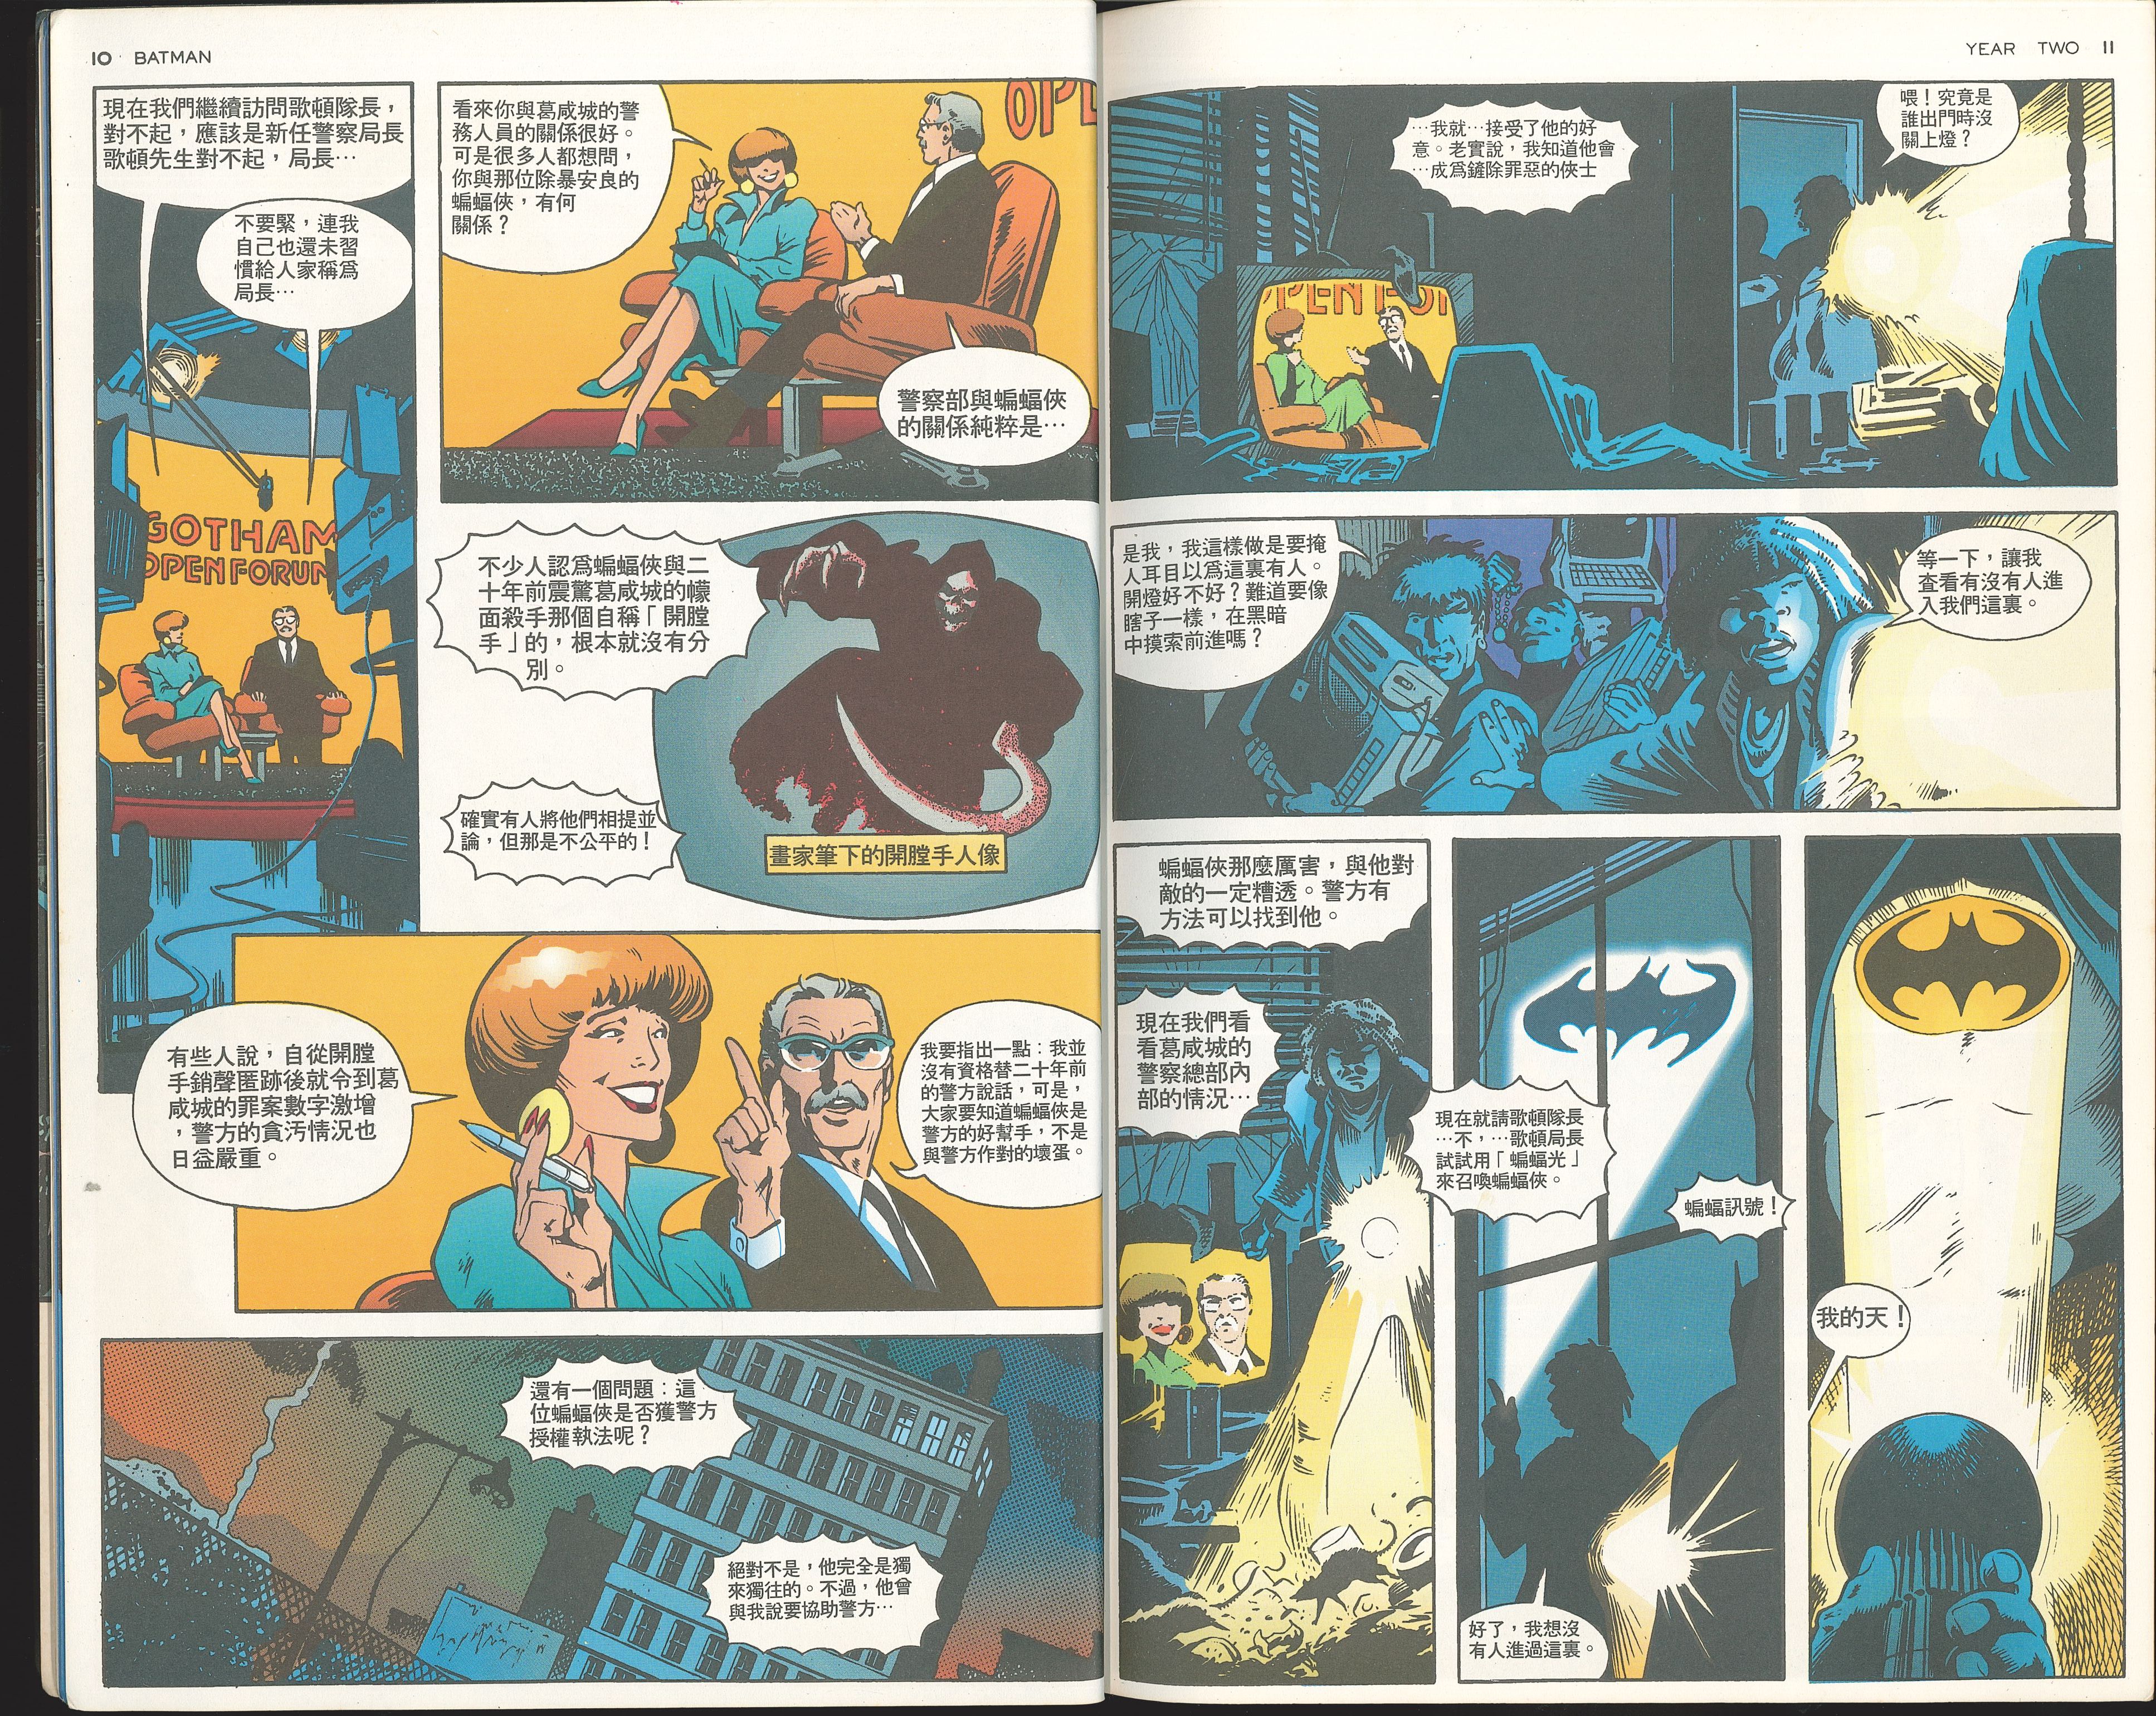 10 BATMAN
現在我們繼續訪問歌頓隊長，
對不起，應該是新任警察局長
歌頓先生對不起，局長…
不要緊，連我
自己也還未習
慣給人家稱爲
局長…
GOTHAM
OPEN FORUM
看來你與葛咸城的警
務人員的關係很好。
可是很多人都想問，
你與那位除暴安良的
蝙蝠俠，有何
關係？
OPE
警察部與蝙蝠俠
的關係純粹是…
不少人認爲蝙蝠俠與二
十年前震驚葛咸城的幪
面殺手那個自稱「開膛
手」的，根本就沒有分
別。
確實有人將他們相提並
論，但那是不公平的！
畫家筆下的開膛手人像
有些人說，自從開膛
手銷聲匿跡後就令到葛
咸城的罪案數字激增
，警方的貪污情況也
日益嚴重。
我要指出一點：我並
沒有資格替二十年前
的警方說話，可是，
大家要知道蝙蝠俠是
警方的好幫手，不是
與警方作對的壞蛋。
還有一個問題：這
位蝙蝠俠是否獲警方
授權執法呢？
絕對不是，他完全是獨
來獨往的。不過，他曾
與我說要協助警方…
YEAR TWO 11
…我就…接受了他的好
意。老實說，我知道他會
…成爲鏟除罪惡的俠士
喂！究竟是
誰出門時沒
關上燈？
OPEN FOR
是我，我這樣做是要掩
人耳目以爲這裏有人。
開燈好不好？難道要像
瞎子一樣，在黑暗
中摸索前進嗎？
等一下，讓我
查看有沒有人進
入我們這裏。
蝙蝠俠那麼厲害，與他對
敵的一定糟透。警方有
方法可以找到他。
現在我們看
看葛咸城的
警察總部內
部的情況…
現在就請歌頓隊長
…不，…歌頓局長
試試用「蝙蝠光」
來召喚蝙蝠俠。
蝙蝠訊號！
好了，我想沒
有人進過這裏。
我的天！